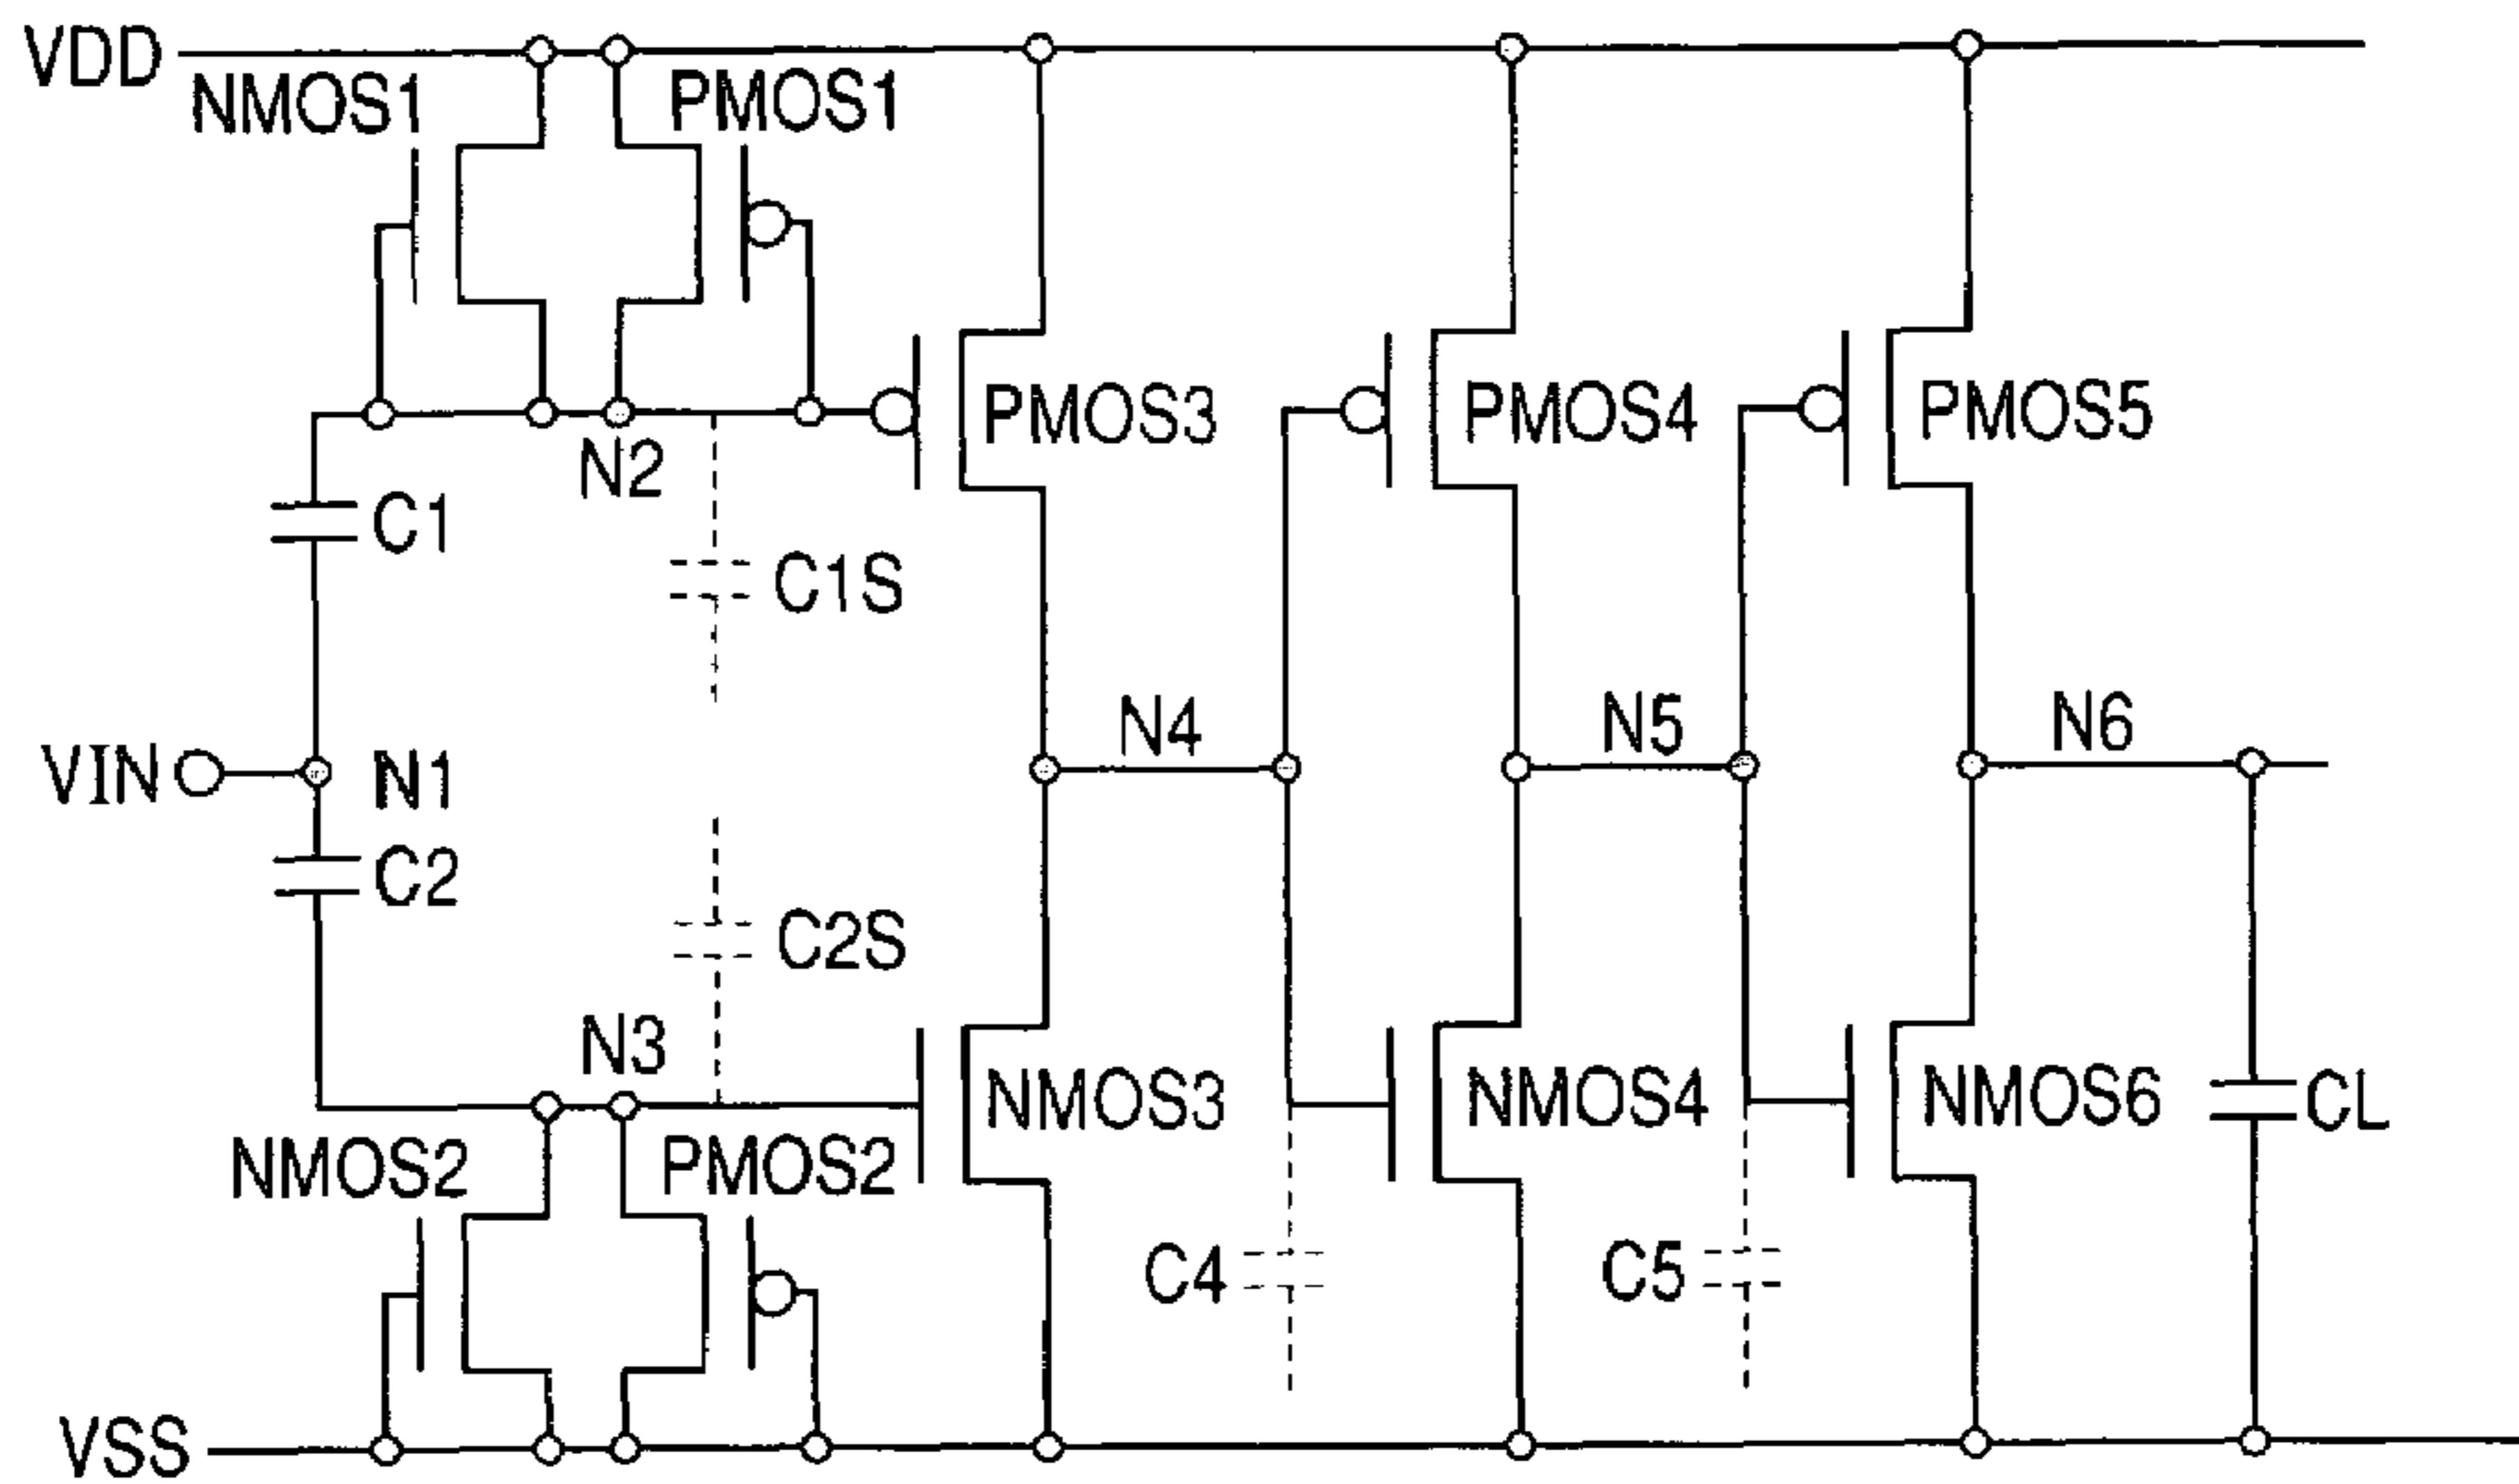 VDD
NMOS1
PMOS1
PMOS3
PMOS4
PMOS5
N2
C1
C1S
N4
N5
N6
VIN
N1
C2
C2S
N3
NMOS3
NMOS4
NMOS6
CL
NMOS2
PMOS2
C4
C5
VSS